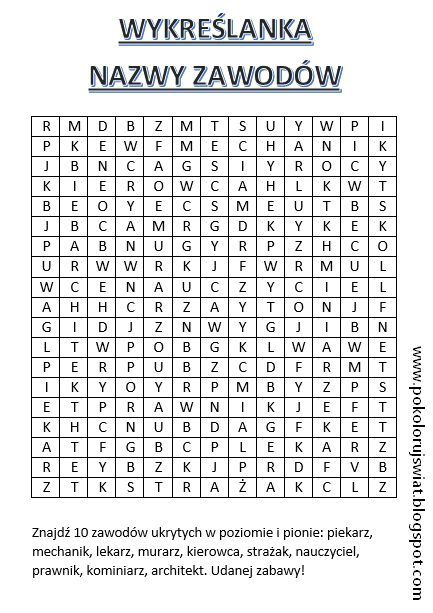 WYKREŚLANKA
NAZWY ZAWODÓW
R M D B Z M T S U Y W P I
P K E W F M E C H A N I K
J B N C A G S I Y R O C Y
K I E R O W C A H L K W T
B E O Y E C S M E U T B S
J B C A M R G D K Y K E K
P A B N U G Y R P Z H C O
U R W W R K J F W R M U L
W C E N A U C Z Y C I E L
A H H C R Z A Y T O N J F
G I D J Z N W Y G J I B N
L T W P O B G K L W A W E
P E R P U B Z C D F R M T
I K Y O Y R P M B Y Z P S
E T P R A W N I K J E F T
K H C N U B D A G F K E T
A T F G B C P L E K A R Z
R E Y B Z K J P R D F V B
Z T K S T R A Ż A K C L Z
Znajdź 10 zawodów ukrytych w poziomie i pionie: piekarz,
mechanik, lekarz, murarz, kierowca, strażak, nauczyciel,
prawnik, kominiarz, architekt. Udanej zabawy!
www.pokolorujswiat.blogspot.com